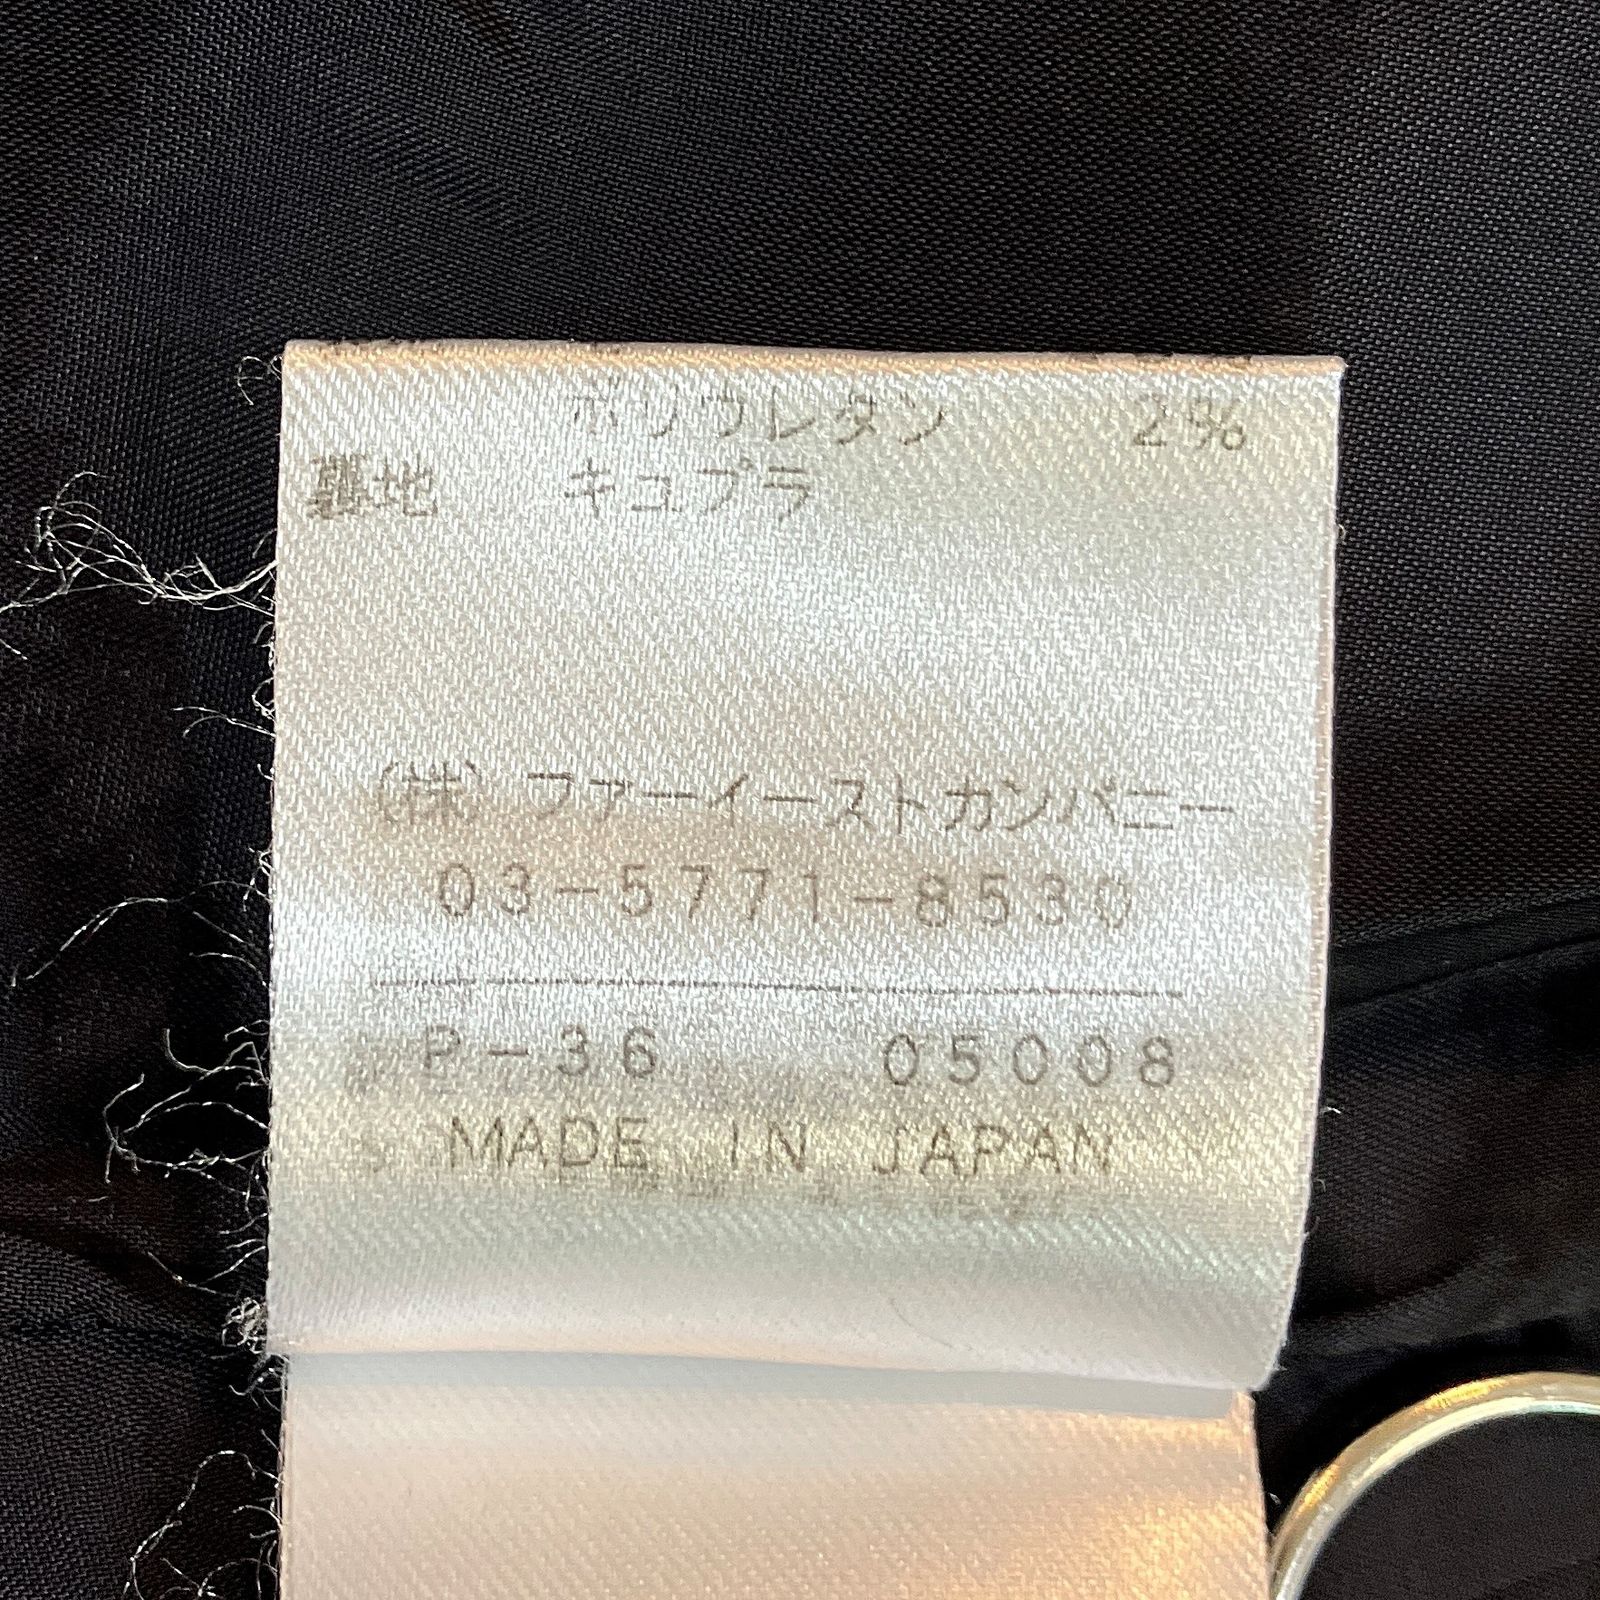 ポリウレタン 2%
裏地 キュプラ
(株)ファーイーストカンパニー
03-5771-8530
P-36 05008
MADE IN JAPAN